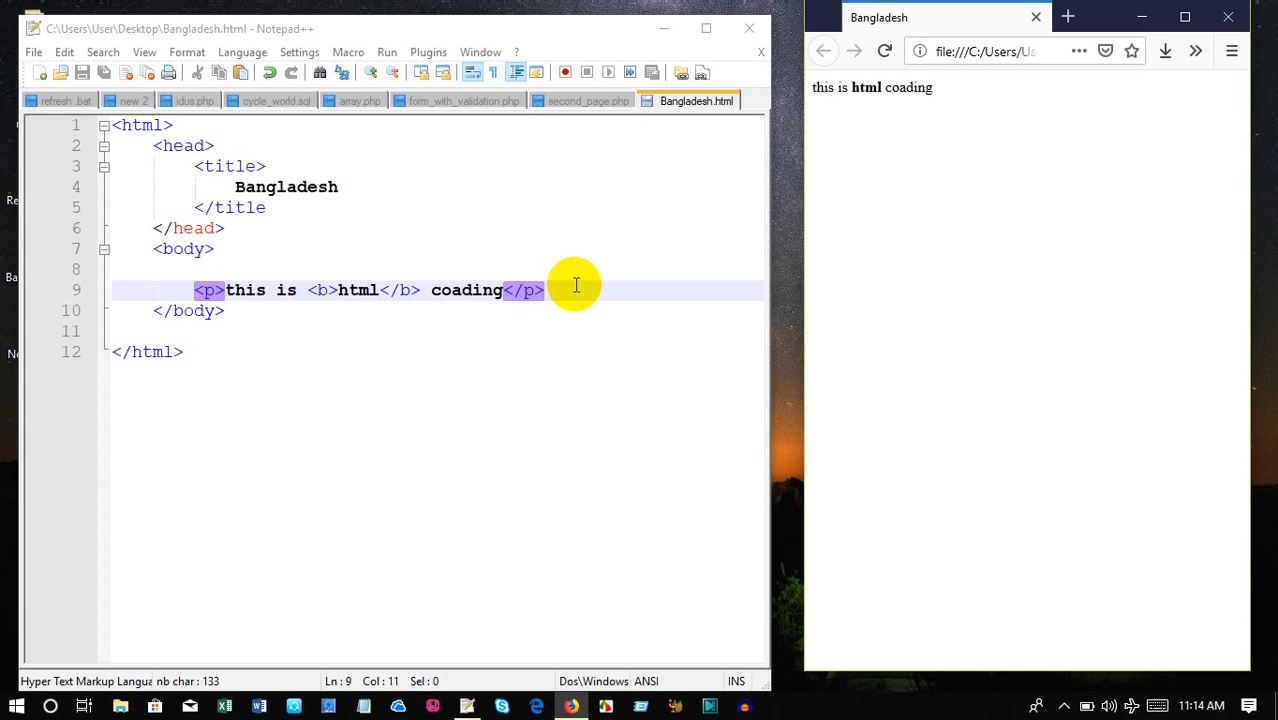 C:\Users\User\Desktop\Bangladesh.html - Notepad++
File Edit Search View Format Encoding Language Settings Macro Run Plugins Window ? X
refresh .bat new 2 idus.php cycle_world.sql array.php form_with_validation.php second_page.php Bangladesh.html
1 <html>
2 <head>
3 <title>
4 Bangladesh
5 </title
6 </head>
7 <body>
8
9 <p>this is <b>html</b> coading</p>
10 </body>
11
12 </html>
Hyper Text Markup Langua nb char : 133 Ln : 9 Col : 11 Sel : 0 Dos\Windows ANSI INS
Bangladesh
file:///C:/Users/Us
this is html coading
11:14 AM